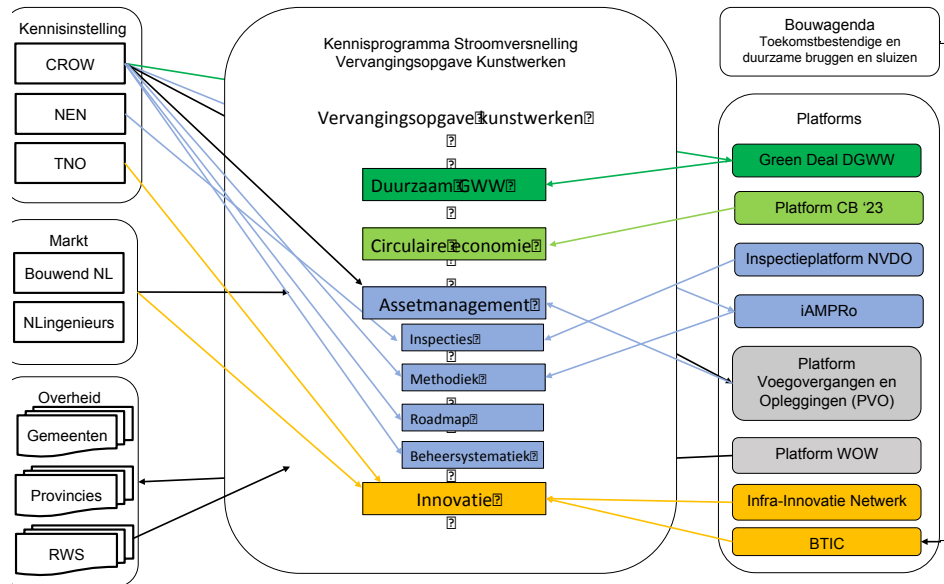 Kennisinstelling
CROW
NEN
TNO
Markt
Bouwend NL
NLingenieurs
Overheid
Gemeenten
Provincies
RWS
Kennisprogramma Stroomversnelling
Vervangingsopgave Kunstwerken
Vervangingsopgave kunstwerken
Duurzaam GWW
Circulaire economie
Assetmanagement
Inspecties
Methodiek
Roadmap
Beheersystematiek
Innovatie
Bouwagenda
Toekomstbestendige en
duurzame bruggen en sluizen
Platforms
Green Deal DGWW
Platform CB ‘23
Inspectieplatform NVDO
iAMPRo
Platform
Voegovergangen en
Opleggingen (PVO)
Platform WOW
Infra-Innovatie Netwerk
BTIC